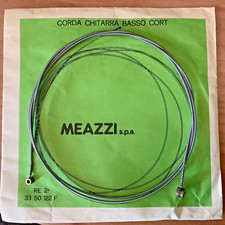 CORDA CHITARRA BASSO CORT
MEAZZI s.p.a.
RE 2ª
33 50 122 F